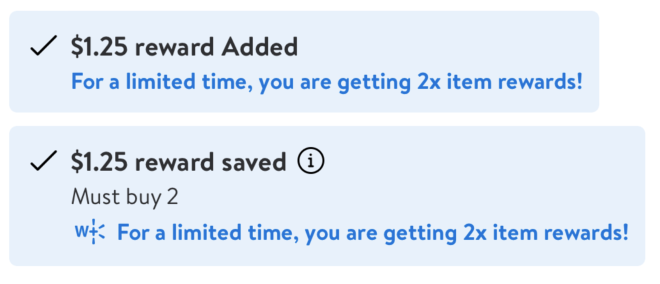 $1.25 reward Added
For a limited time, you are getting 2x item rewards!
$1.25 reward saved
Must buy 2
W+ For a limited time, you are getting 2x item rewards!